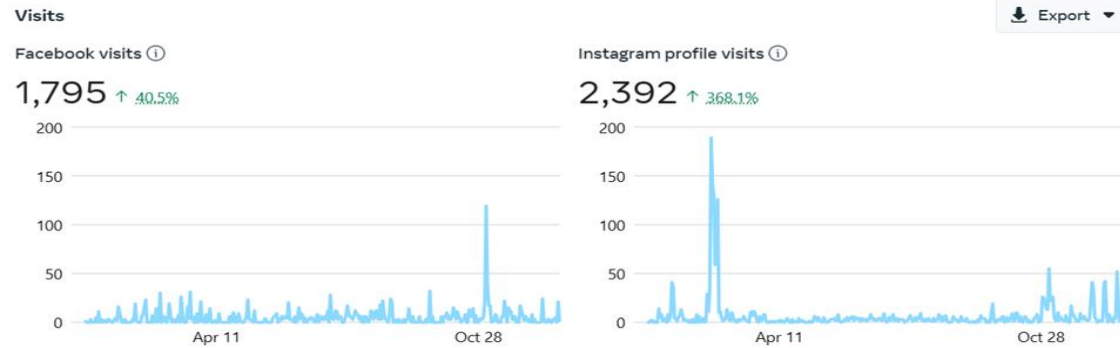 Visits
Export
Facebook visits
1,795 ↑ 40.5%
200
150
100
50
0
Apr 11
Oct 28
Instagram profile visits
2,392 ↑ 368.1%
200
150
100
50
0
Apr 11
Oct 28